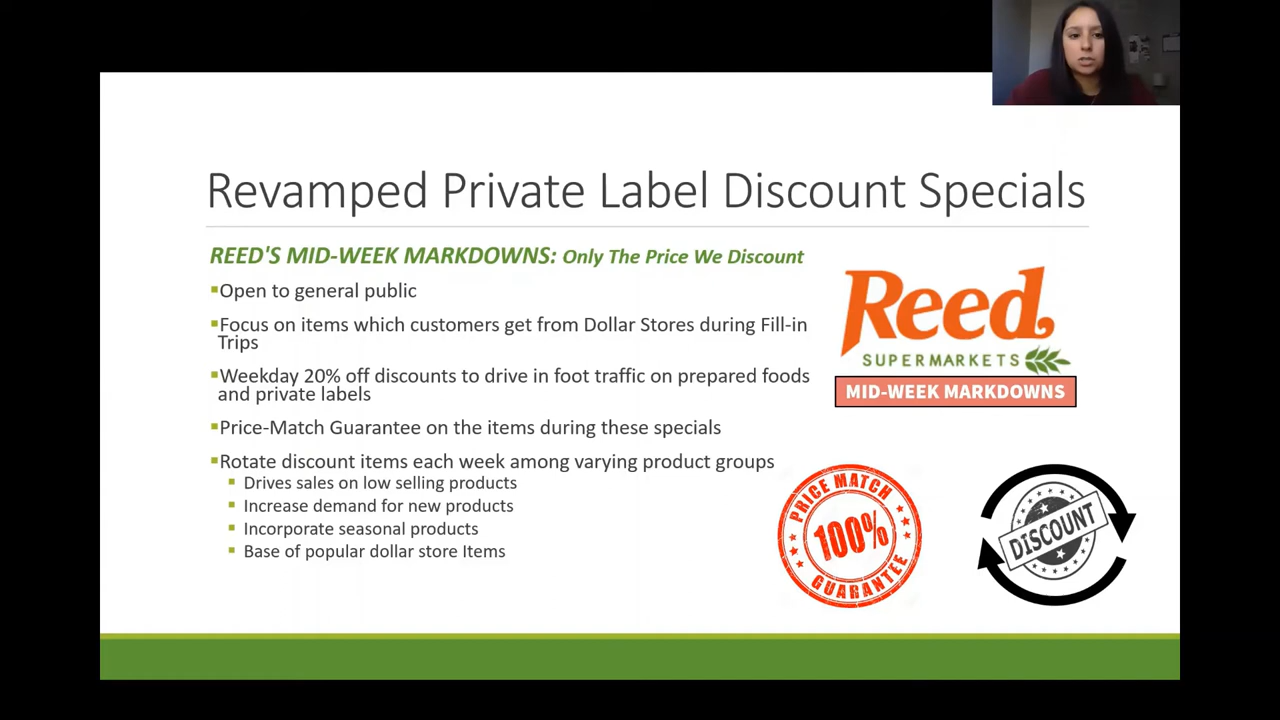 Revamped Private Label Discount Specials
REED'S MID-WEEK MARKDOWNS: Only The Price We Discount
▪Open to general public
▪Focus on items which customers get from Dollar Stores during Fill-in
Trips
▪Weekday 20% off discounts to drive in foot traffic on prepared foods
and private labels
▪Price-Match Guarantee on the items during these specials
▪Rotate discount items each week among varying product groups
▪ Drives sales on low selling products
▪ Increase demand for new products
▪ Incorporate seasonal products
▪ Base of popular dollar store Items
Reed
SUPERMARKETS
MID-WEEK MARKDOWNS
PRICE MATCH
100%
GUARANTEE
DISCOUNT